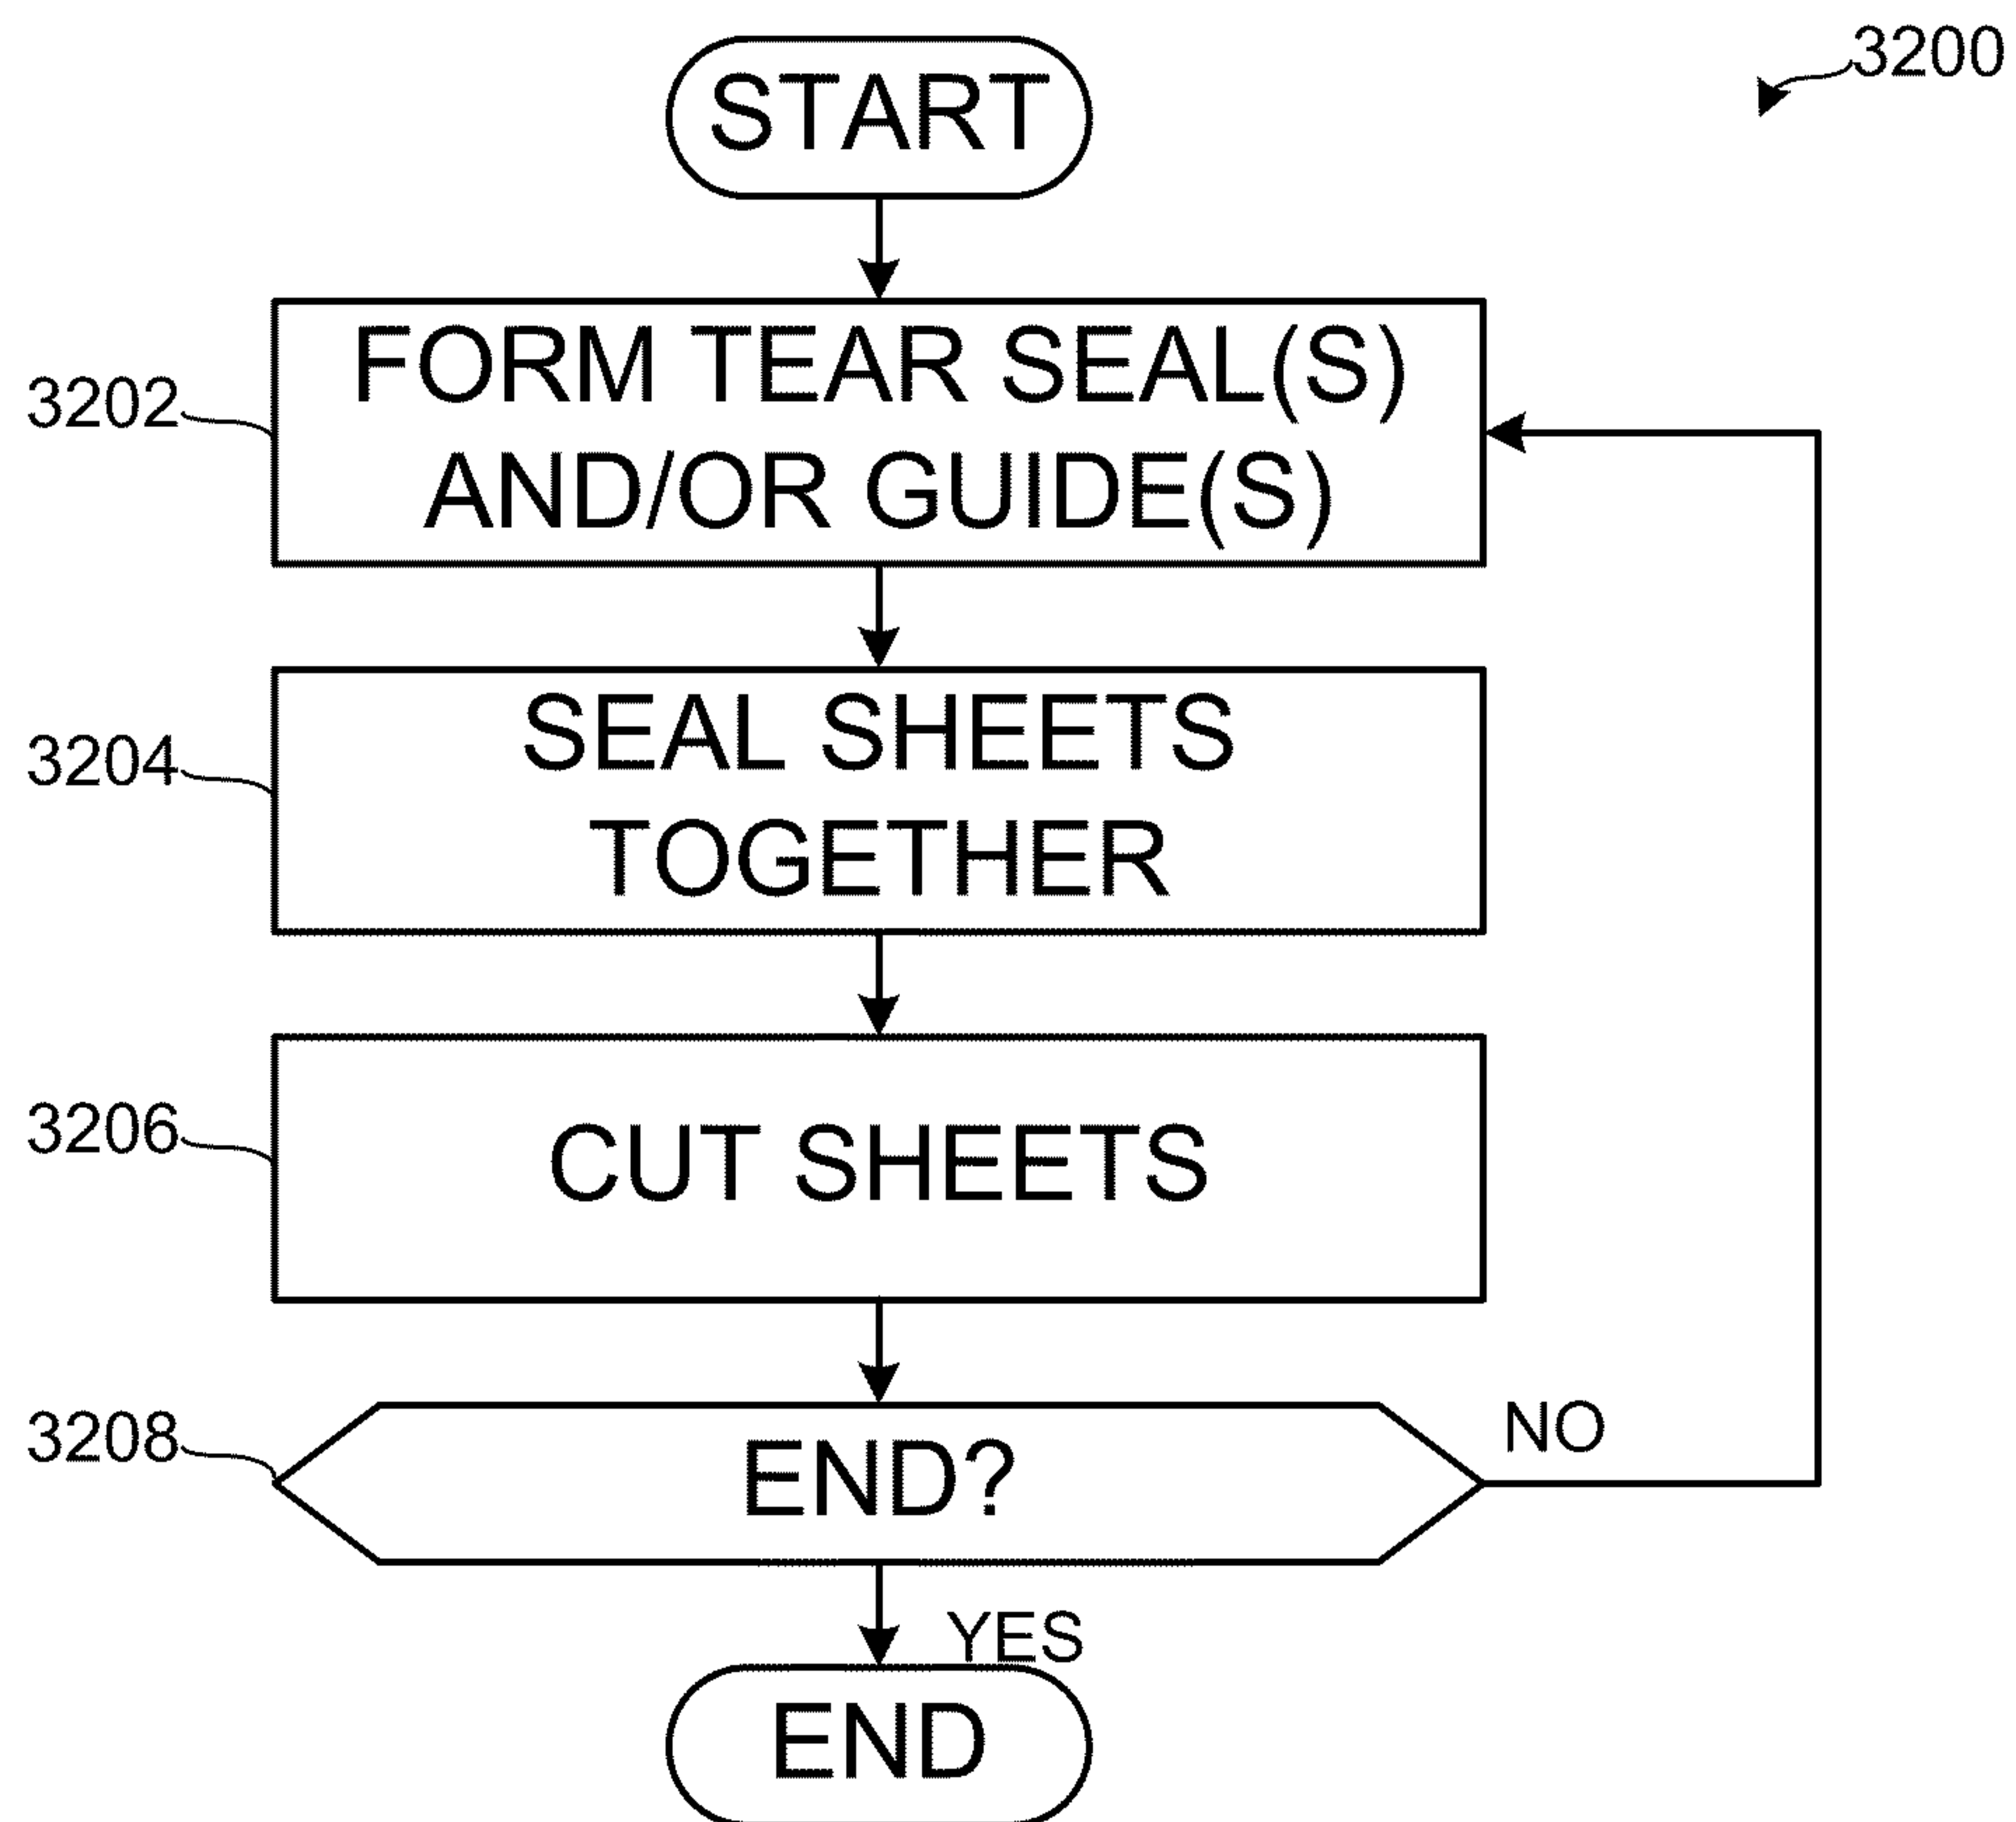 3200
START
3202
FORM TEAR SEAL(S)
AND/OR GUIDE(S)
3204
SEAL SHEETS
TOGETHER
3206
CUT SHEETS
3208
END?
NO
YES
END